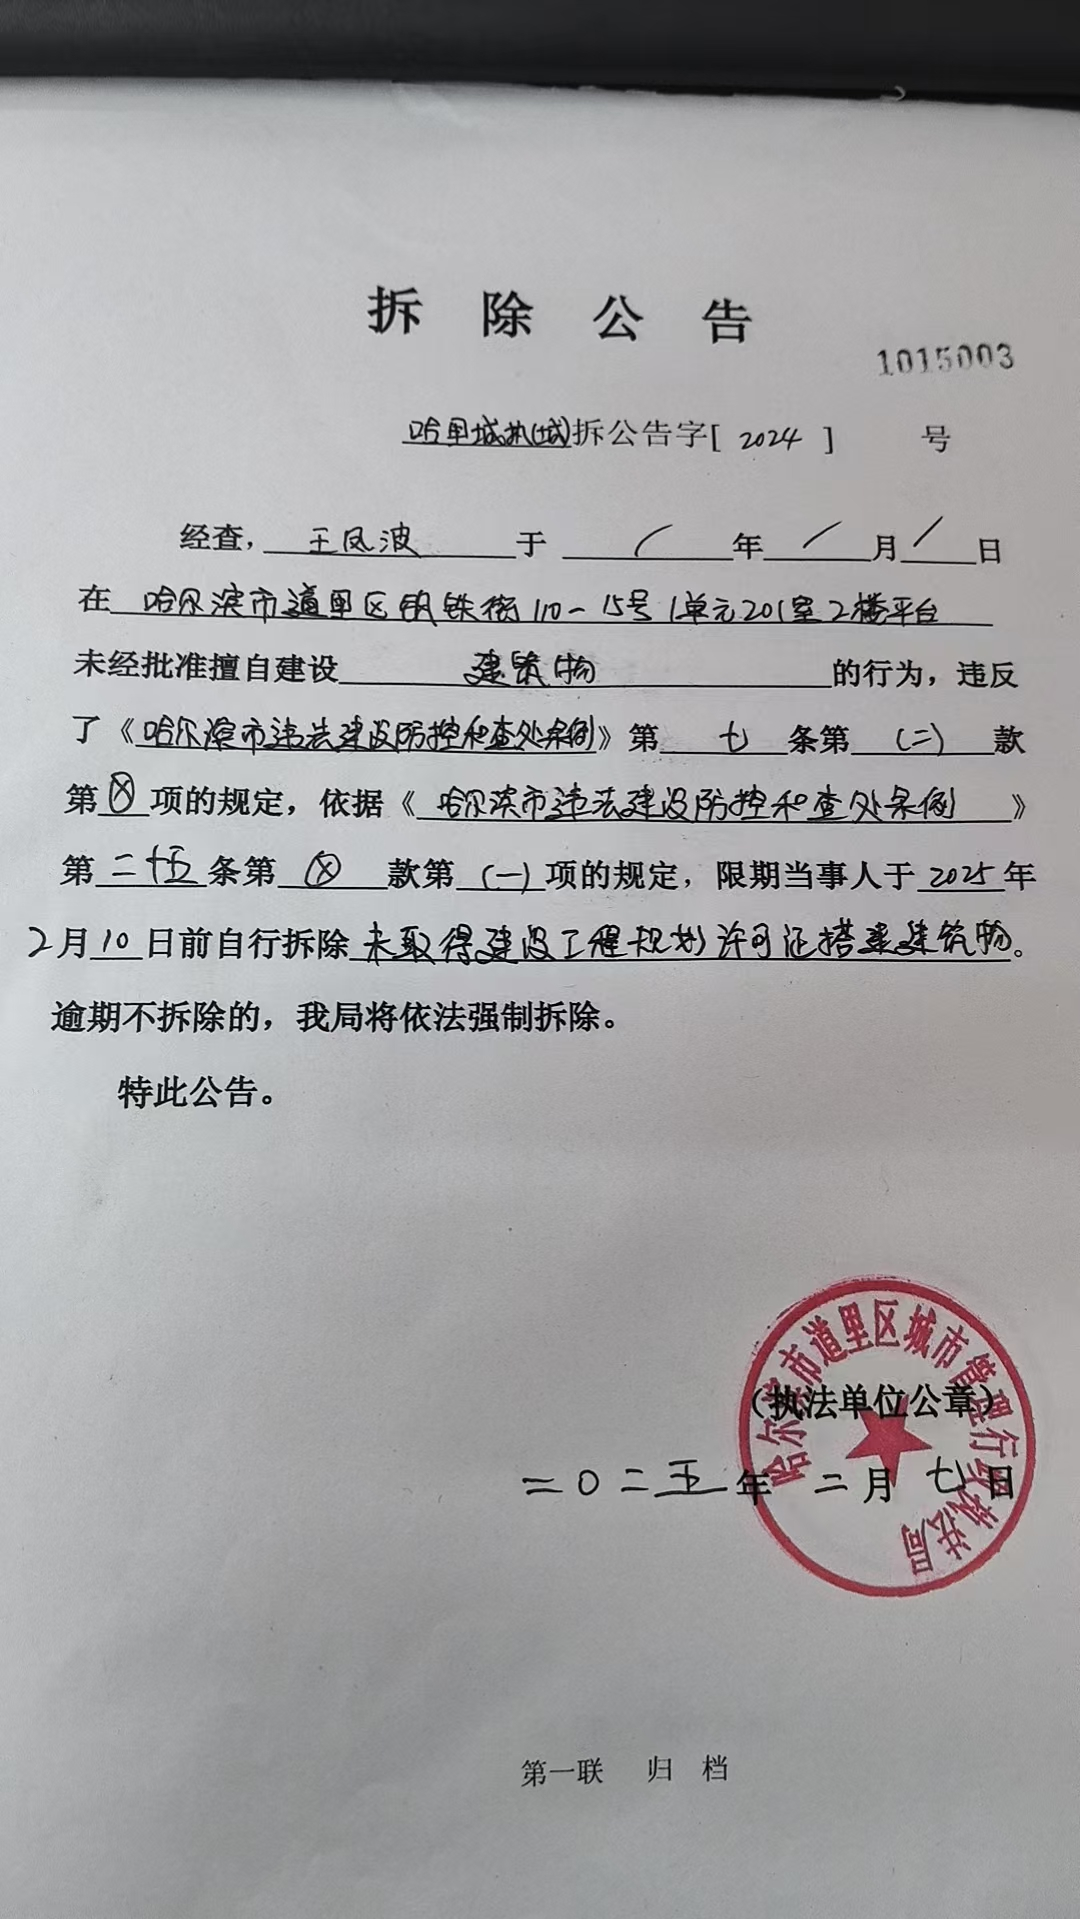 拆除公告
1015003
哈里城执(城)拆公告字[ 2024 ] 号
经查,王凤波于 / 年 / 月 / 日
在哈尔滨市道里区钢铁街110-15号1单元201室2楼平台
未经批准擅自建设建筑物的行为，违反
了《哈尔滨市违法建设防控和查处条例》第七条第(二)款
第ⓧ项的规定，依据《哈尔滨市违法建设防控和查处条例》
第二十五条第ⓧ款第(一)项的规定，限期当事人于2025年
2月10日前自行拆除未取得建设工程规划许可证搭建建筑物。
逾期不拆除的，我局将依法强制拆除。
特此公告。
哈尔滨市道里区城市管理行政执法局
（执法单位公章）
二〇二五年二月七日
第一联 归档